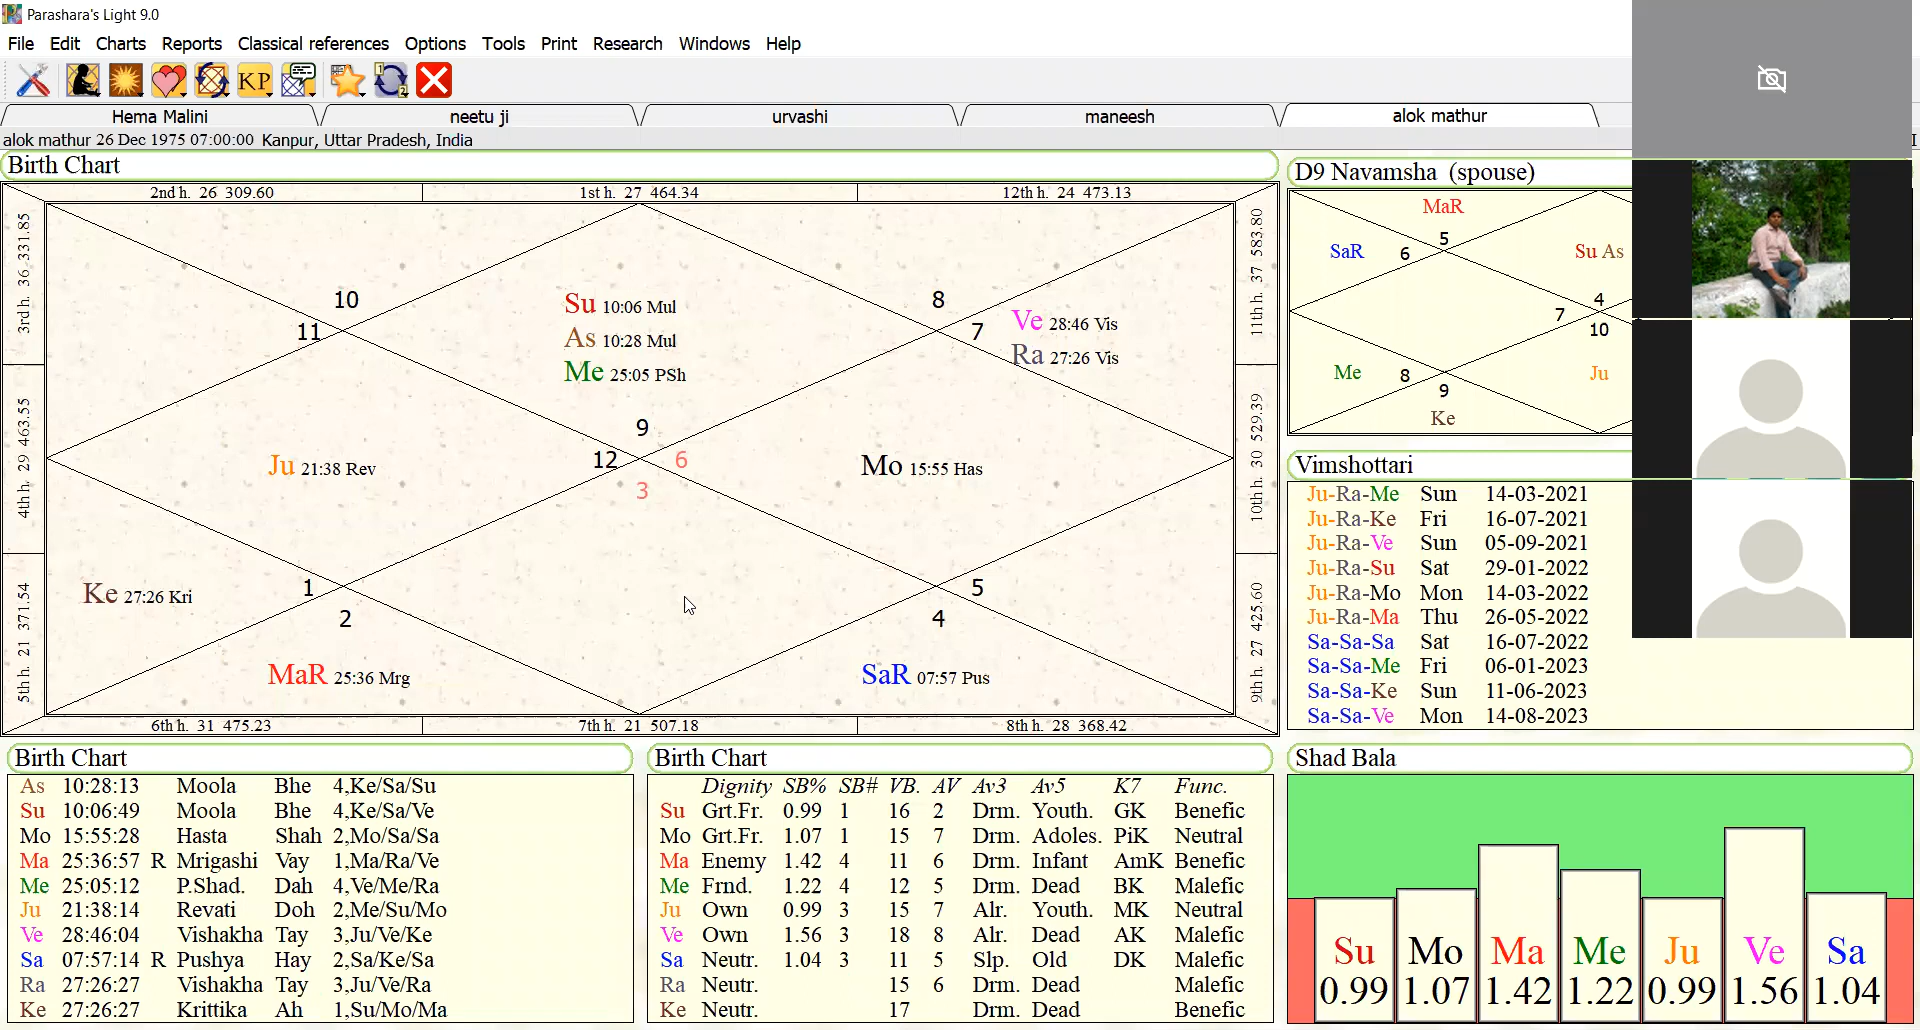 Parashara's Light 9.0
File Edit Charts Reports Classical references Options Tools Print Research Windows Help
KP
1 2
Hema Malini neetu ji urvashi maneesh alok mathur
alok mathur 26 Dec 1975 07:00:00 Kanpur, Uttar Pradesh, India
Birth Chart
2nd h. 26 309.60 1st h. 27 464.34 12th h. 24 473.13
3rd h. 36 331.85
4th h. 29 463.55
5th h. 21 371.54
11th h. 37 583.80
10th h. 30 529.39
9th h. 27 425.60
10
11
Su 10:06 Mul
As 10:28 Mul
Me 25:05 PSh
8
7
Ve 28:46 Vis
Ra 27:26 Vis
9
12 6
3
Ju 21:38 Rev
Mo 15:55 Has
Ke 27:26 Kri
1
2
5
4
MaR 25:36 Mrg
SaR 07:57 Pus
6th h. 31 475.23 7th h. 21 507.18 8th h. 28 368.42
D9 Navamsha (spouse)
MaR
5
SaR 6
Su As
4
7
10
Me 8
9
Ju
Ke
Vimshottari
Ju-Ra-Me Sun 14-03-2021
Ju-Ra-Ke Fri 16-07-2021
Ju-Ra-Ve Sun 05-09-2021
Ju-Ra-Su Sat 29-01-2022
Ju-Ra-Mo Mon 14-03-2022
Ju-Ra-Ma Thu 26-05-2022
Sa-Sa-Sa Sat 16-07-2022
Sa-Sa-Me Fri 06-01-2023
Sa-Sa-Ke Sun 11-06-2023
Sa-Sa-Ve Mon 14-08-2023
Birth Chart
As 10:28:13 Moola Bhe 4,Ke/Sa/Su
Su 10:06:49 Moola Bhe 4,Ke/Sa/Ve
Mo 15:55:28 Hasta Shah 2,Mo/Sa/Sa
Ma 25:36:57 R Mrigashi Vay 1,Ma/Ra/Ve
Me 25:05:12 P.Shad. Dah 4,Ve/Me/Ra
Ju 21:38:14 Revati Doh 2,Me/Su/Mo
Ve 28:46:04 Vishakha Tay 3,Ju/Ve/Ke
Sa 07:57:14 R Pushya Hay 2,Sa/Ke/Sa
Ra 27:26:27 Vishakha Tay 3,Ju/Ve/Ra
Ke 27:26:27 Krittika Ah 1,Su/Mo/Ma
Birth Chart
Dignity SB% SB# VB. AV Av3 Av5 K7 Func.
Su Grt.Fr. 0.99 1 16 2 Drm. Youth. GK Benefic
Mo Grt.Fr. 1.07 1 15 7 Drm. Adoles. PiK Neutral
Ma Enemy 1.42 4 11 6 Drm. Infant AmK Benefic
Me Frnd. 1.22 4 12 5 Drm. Dead BK Malefic
Ju Own 0.99 3 15 7 Alr. Youth. MK Neutral
Ve Own 1.56 3 18 8 Alr. Dead AK Malefic
Sa Neutr. 1.04 3 11 5 Slp. Old DK Malefic
Ra Neutr. 15 6 Drm. Dead Malefic
Ke Neutr. 17 Drm. Dead Benefic
Shad Bala
Su Mo Ma Me Ju Ve Sa
0.99 1.07 1.42 1.22 0.99 1.56 1.04